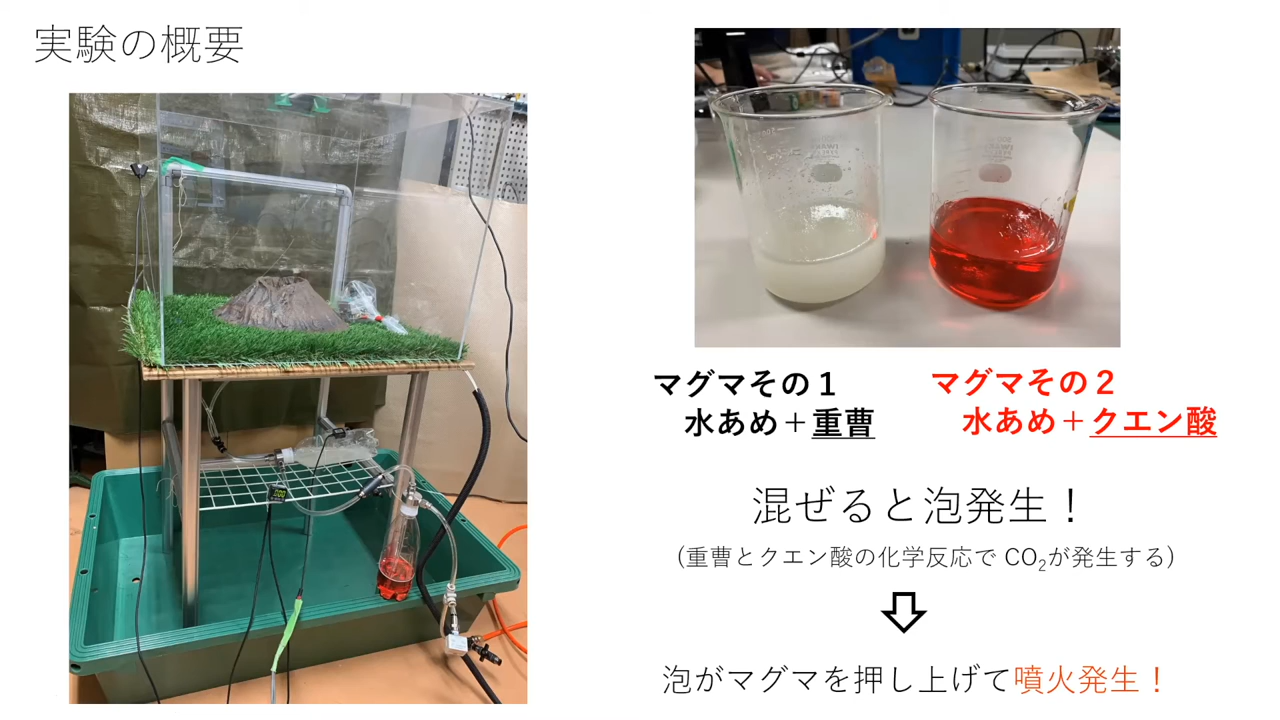 実験の概要
マグマその1
水あめ+重曹
マグマその2
水あめ+クエン酸
混ぜると泡発生！
(重曹とクエン酸の化学反応で CO₂が発生する)
泡がマグマを押し上げて噴火発生！